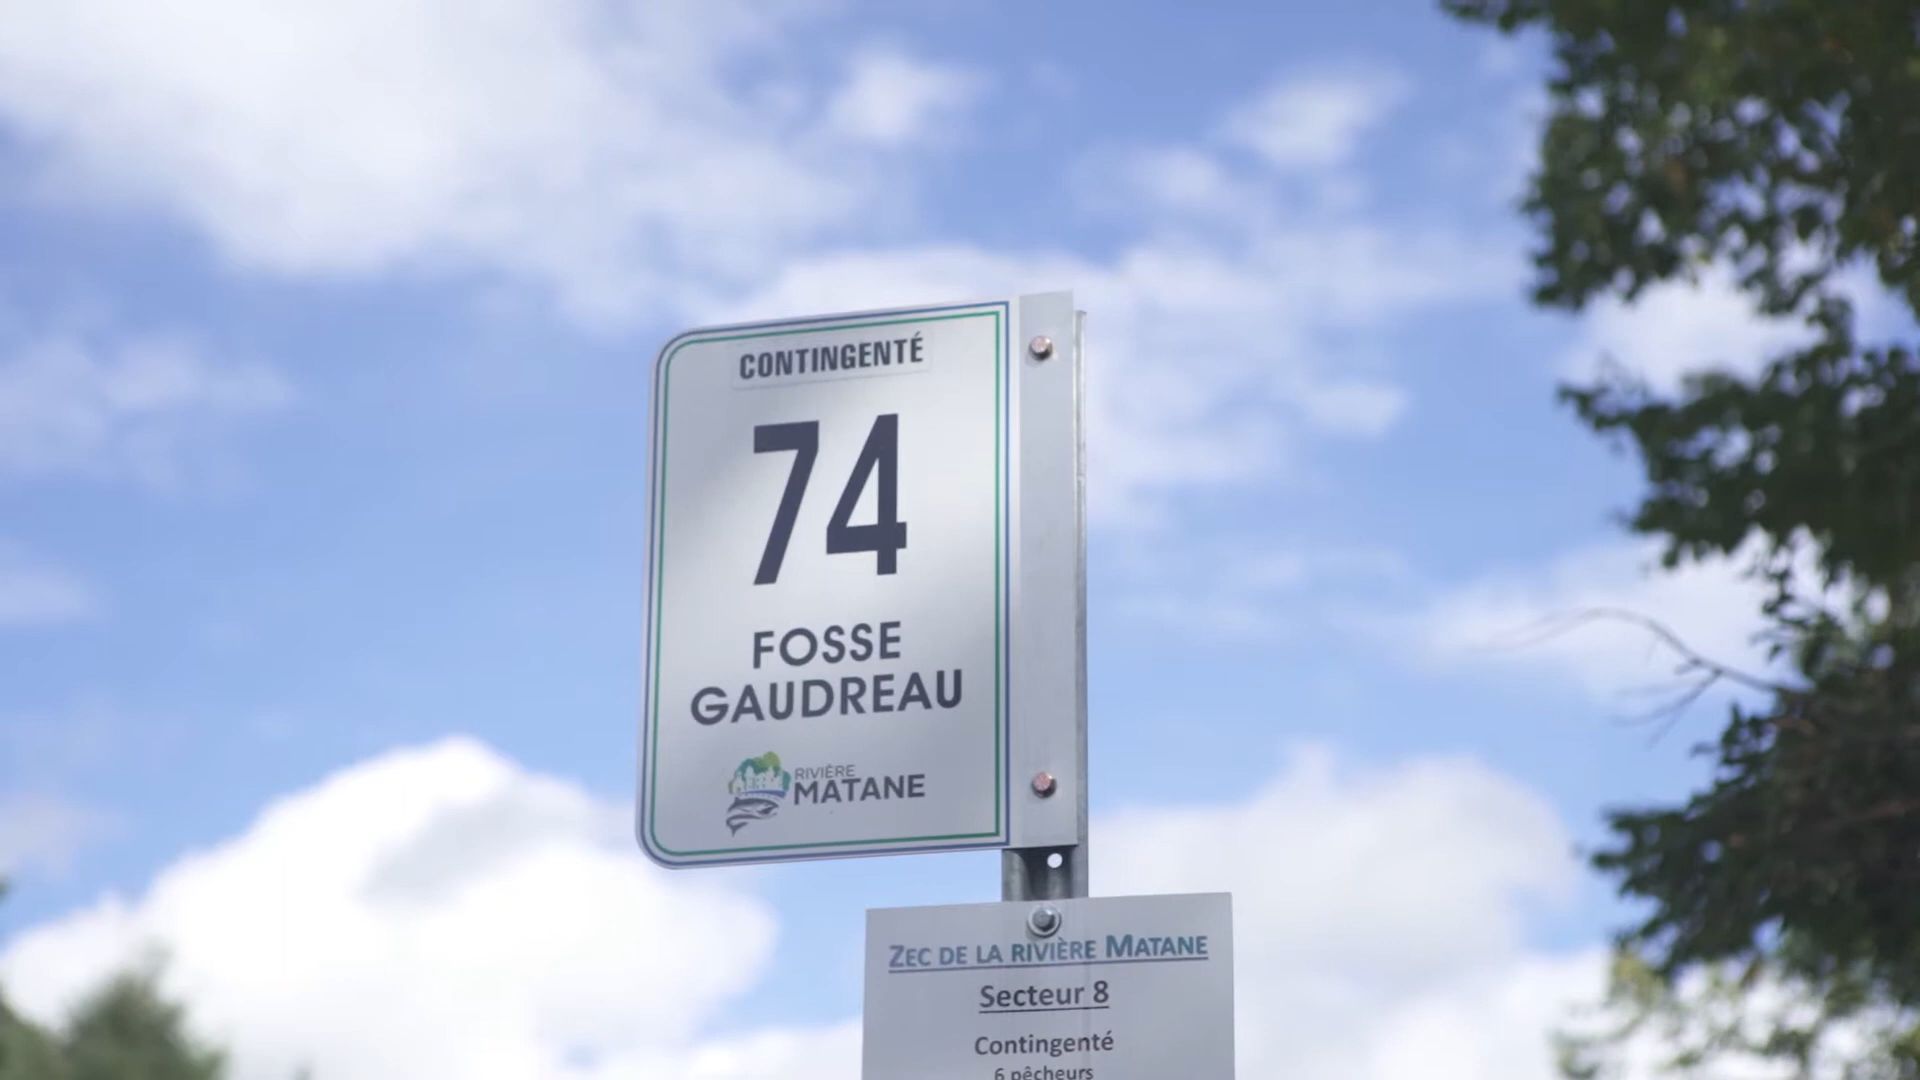 CONTINGENTÉ
74
FOSSE
GAUDREAU
RIVIÈRE
MATANE
ZEC DE LA RIVIÈRE MATANE
Secteur 8
Contingenté
6 pêcheurs